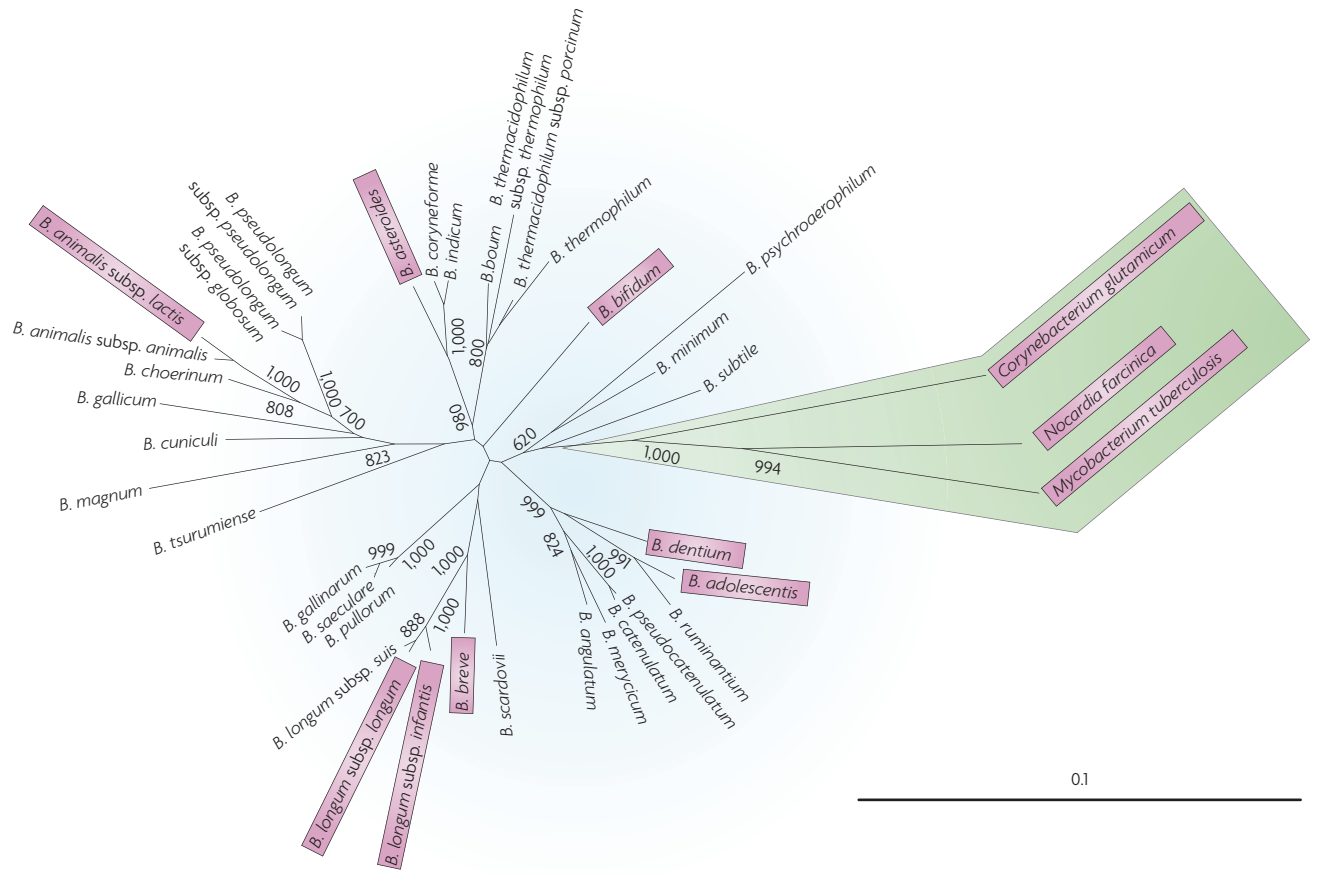 B. thermacidophilum
subsp. thermophilum
B. thermacidophilum subsp. porcinum
B. boum
B. thermophilum
B. psychroaerophilum
B. coryneforme
B. indicum
B. asteroides
B. pseudolongum
subsp. pseudolongum
B. pseudolongum
subsp. globosum
B. animalis subsp. lactis
B. animalis subsp. animalis
B. choerinum
B. gallicum
B. cuniculi
B. magnum
B. tsurumiense
B. bifidum
B. minimum
B. subtile
Corynebacterium glutamicum
Nocardia farcinica
Mycobacterium tuberculosis
1,000
800
980
1,000
808
1,000
700
823
620
1,000
994
999
824
1,000
991
B. dentium
B. adolescentis
B. ruminantium
B. pseudocatenulatum
B. catenulatum
B. merycicum
B. angulatum
B. scardovii
B. breve
999
1,000
1,000
1,000
888
B. gallinarum
B. saeculare
B. pullorum
B. longum subsp. suis
B. longum subsp. longum
B. longum subsp. infantis
0.1